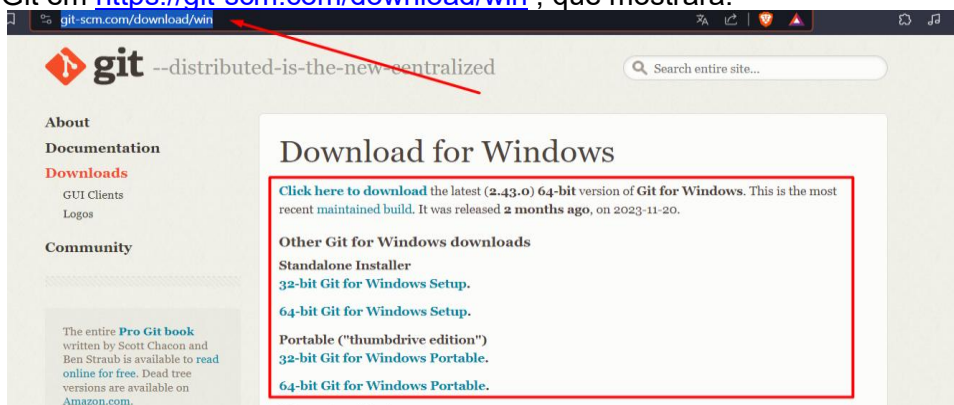 Git em https://git-scm.com/download/win , que mostrará:
git-scm.com/download/win
git --distributed-is-the-new-centralized
Search entire site...
About
Documentation
Downloads
GUI Clients
Logos
Community
The entire Pro Git book
written by Scott Chacon and
Ben Straub is available to read
online for free. Dead tree
versions are available on
Amazon.com.
Download for Windows
Click here to download the latest (2.43.0) 64-bit version of Git for Windows. This is the most
recent maintained build. It was released 2 months ago, on 2023-11-20.
Other Git for Windows downloads
Standalone Installer
32-bit Git for Windows Setup.
64-bit Git for Windows Setup.
Portable ("thumbdrive edition")
32-bit Git for Windows Portable.
64-bit Git for Windows Portable.